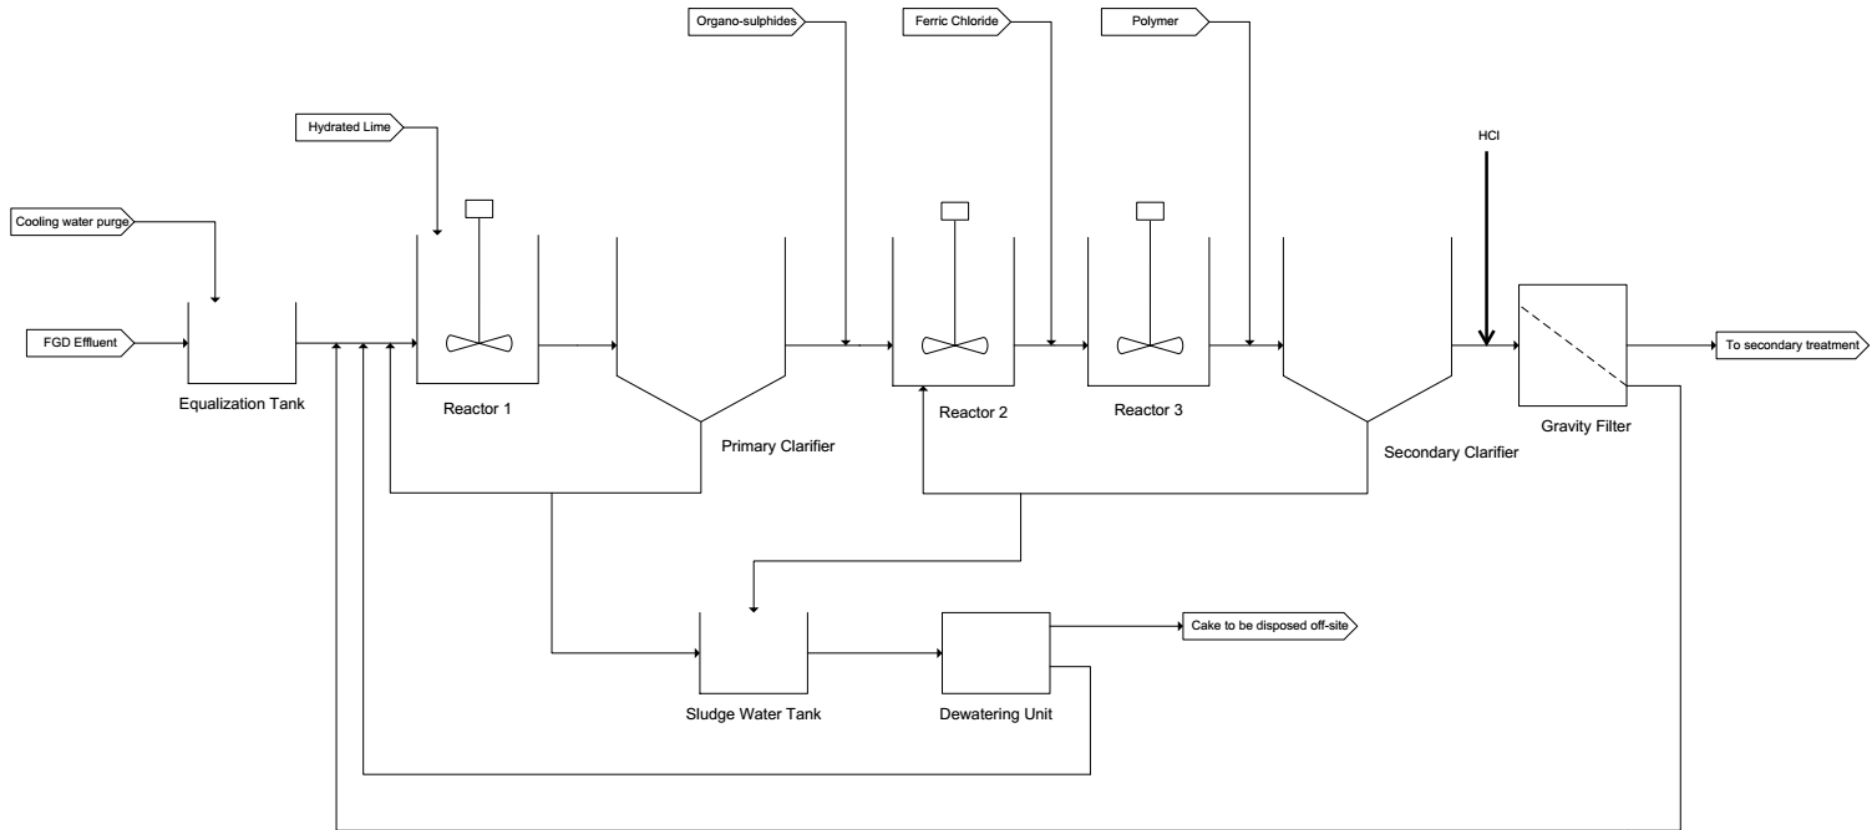 Organo-sulphides
Ferric Chloride
Polymer
Hydrated Lime
HCl
Cooling water purge
FGD Effluent
To secondary treatment
Equalization Tank
Reactor 1
Reactor 2
Reactor 3
Gravity Filter
Primary Clarifier
Secondary Clarifier
Cake to be disposed off-site
Sludge Water Tank
Dewatering Unit